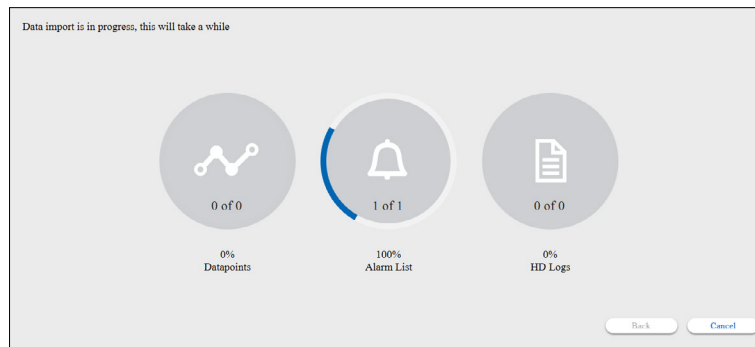 Data import is in progress, this will take a while
0 of 0
1 of 1
0 of 0
0%
Datapoints
100%
Alarm List
0%
HD Logs
Back
Cancel